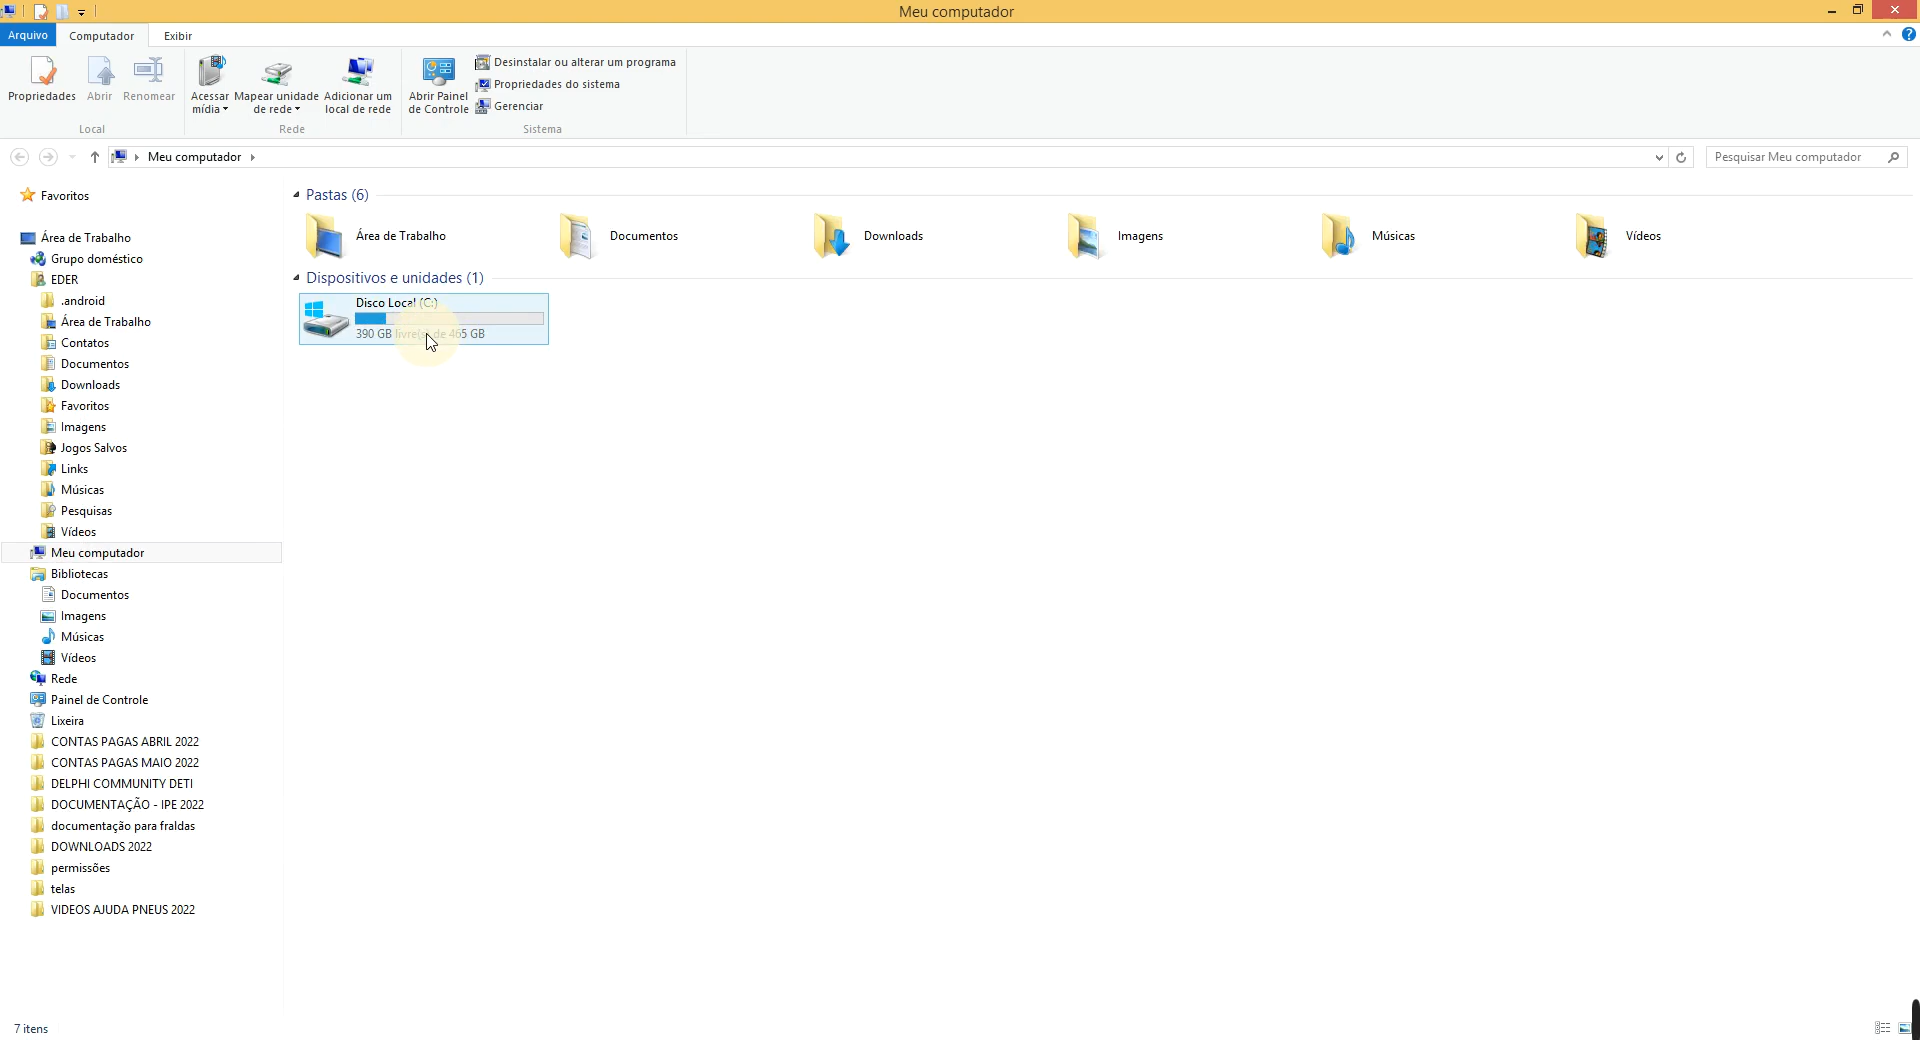 Meu computador
Arquivo
Computador
Exibir
Propriedades
Abrir
Renomear
Local
Acessar
mídia
Mapear unidade
de rede
Adicionar um
local de rede
Rede
Abrir Painel
de Controle
Desinstalar ou alterar um programa
Propriedades do sistema
Gerenciar
Sistema
Meu computador
Pesquisar Meu computador
Favoritos
Área de Trabalho
Grupo doméstico
EDER
.android
Área de Trabalho
Contatos
Documentos
Downloads
Favoritos
Imagens
Jogos Salvos
Links
Músicas
Pesquisas
Vídeos
Meu computador
Bibliotecas
Documentos
Imagens
Músicas
Vídeos
Rede
Painel de Controle
Lixeira
CONTAS PAGAS ABRIL 2022
CONTAS PAGAS MAIO 2022
DELPHI COMMUNITY DETI
DOCUMENTAÇÃO - IPE 2022
documentação para fraldas
DOWNLOADS 2022
permissões
telas
VIDEOS AJUDA PNEUS 2022
Pastas (6)
Área de Trabalho
Documentos
Downloads
Imagens
Músicas
Vídeos
Dispositivos e unidades (1)
Disco Local (C:)
390 GB livre(s) de 465 GB
7 itens